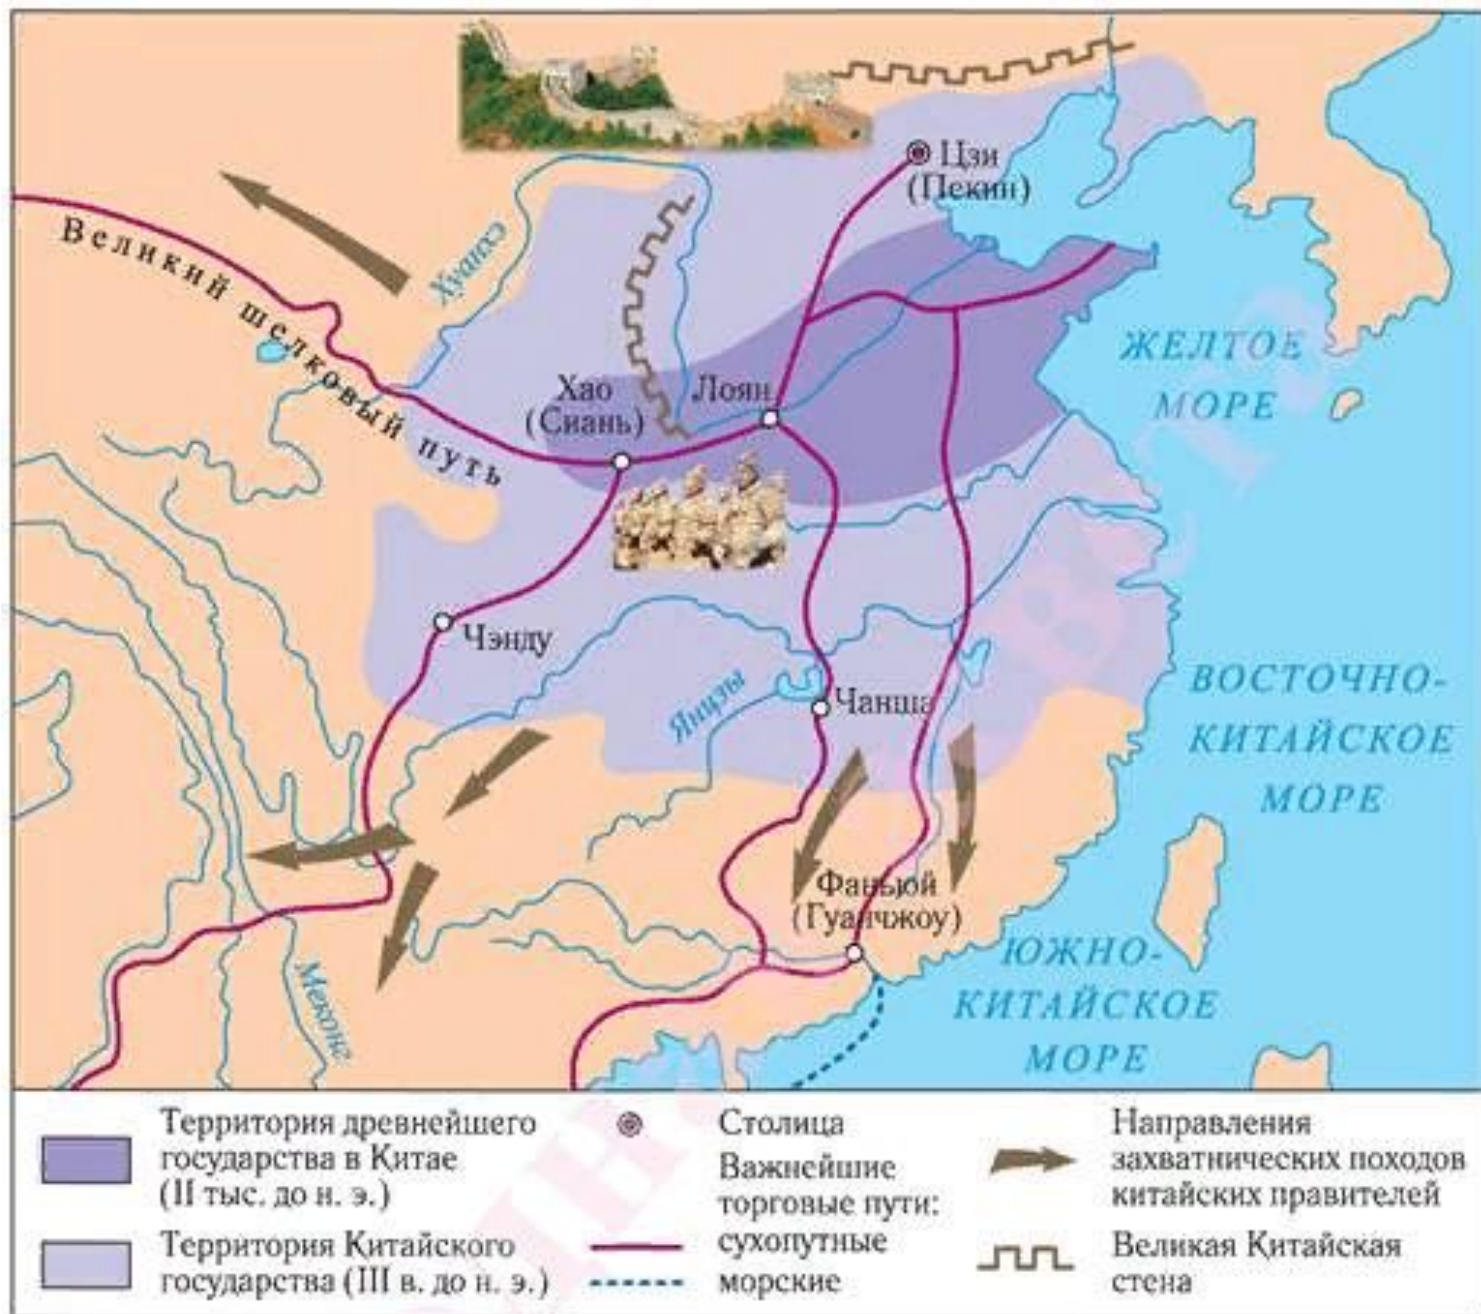 Цзи
(Пекин)
Великий шелковый путь
Хуанхэ
ЖЕЛТОЕ
МОРЕ
Хао
(Сиань)
Лоян
Чэнду
Янцзы
Чанша
ВОСТОЧНО-
КИТАЙСКОЕ
МОРЕ
Фаньюй
(Гуанчжоу)
ЮЖНО-
КИТАЙСКОЕ
МОРЕ
Меконг
Территория древнейшего
государства в Китае
(II тыс. до н. э.)
Территория Китайского
государства (III в. до н. э.)
Столица
Важнейшие
торговые пути:
сухопутные
морские
Направления
захватнических походов
китайских правителей
Великая Китайская
стена